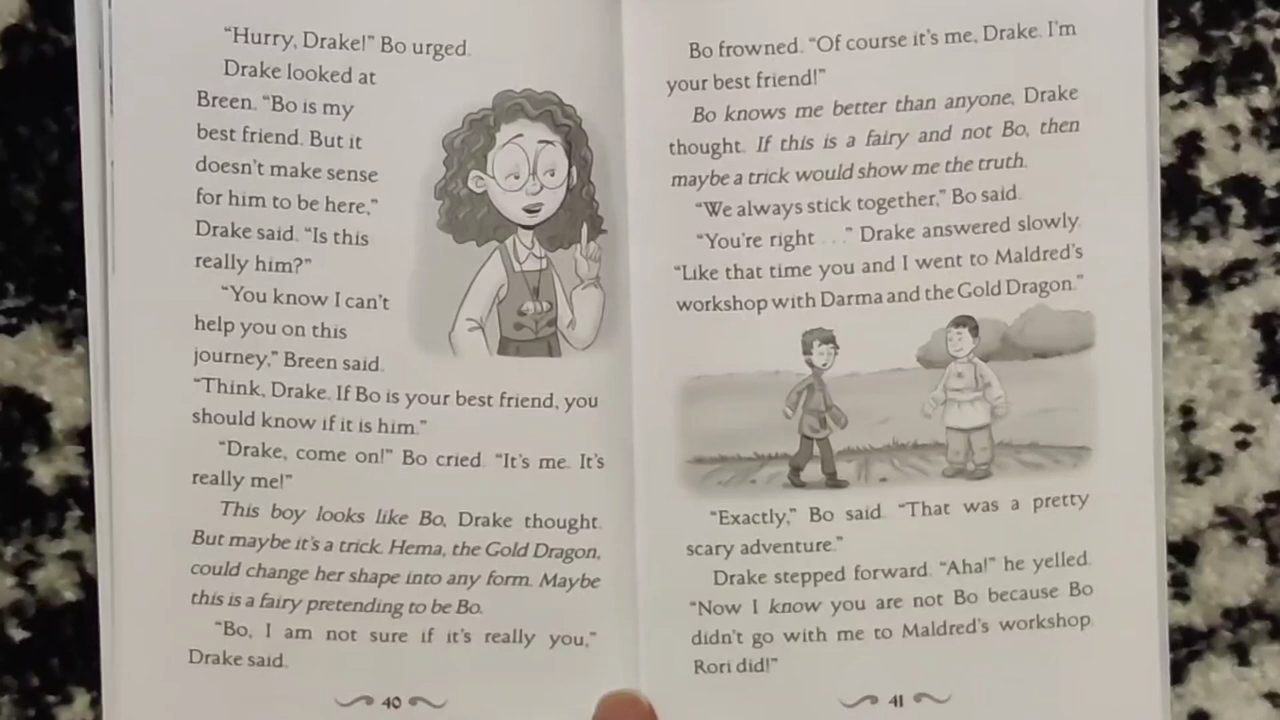 “Hurry, Drake!” Bo urged.
Drake looked at
Breen. “Bo is my
best friend. But it
doesn’t make sense
for him to be here,”
Drake said. “Is this
really him?”
“You know I can’t
help you on this
journey,” Breen said.
“Think, Drake. If Bo is your best friend, you
should know if it is him.”
“Drake, come on!” Bo cried. “It’s me. It’s
really me!”
This boy looks like Bo, Drake thought.
But maybe it’s a trick. Hema, the Gold Dragon,
could change her shape into any form. Maybe
this is a fairy pretending to be Bo.
“Bo, I am not sure if it’s really you,”
Drake said.
40
Bo frowned. “Of course it’s me, Drake. I’m
your best friend!”
Bo knows me better than anyone, Drake
thought. If this is a fairy and not Bo, then
maybe a trick would show me the truth.
“We always stick together,” Bo said.
“You’re right . . .” Drake answered slowly.
“Like that time you and I went to Maldred’s
workshop with Darma and the Gold Dragon.”
“Exactly,” Bo said. “That was a pretty
scary adventure.”
Drake stepped forward. “Aha!” he yelled.
“Now I know you are not Bo because Bo
didn’t go with me to Maldred’s workshop.
Rori did!”
41